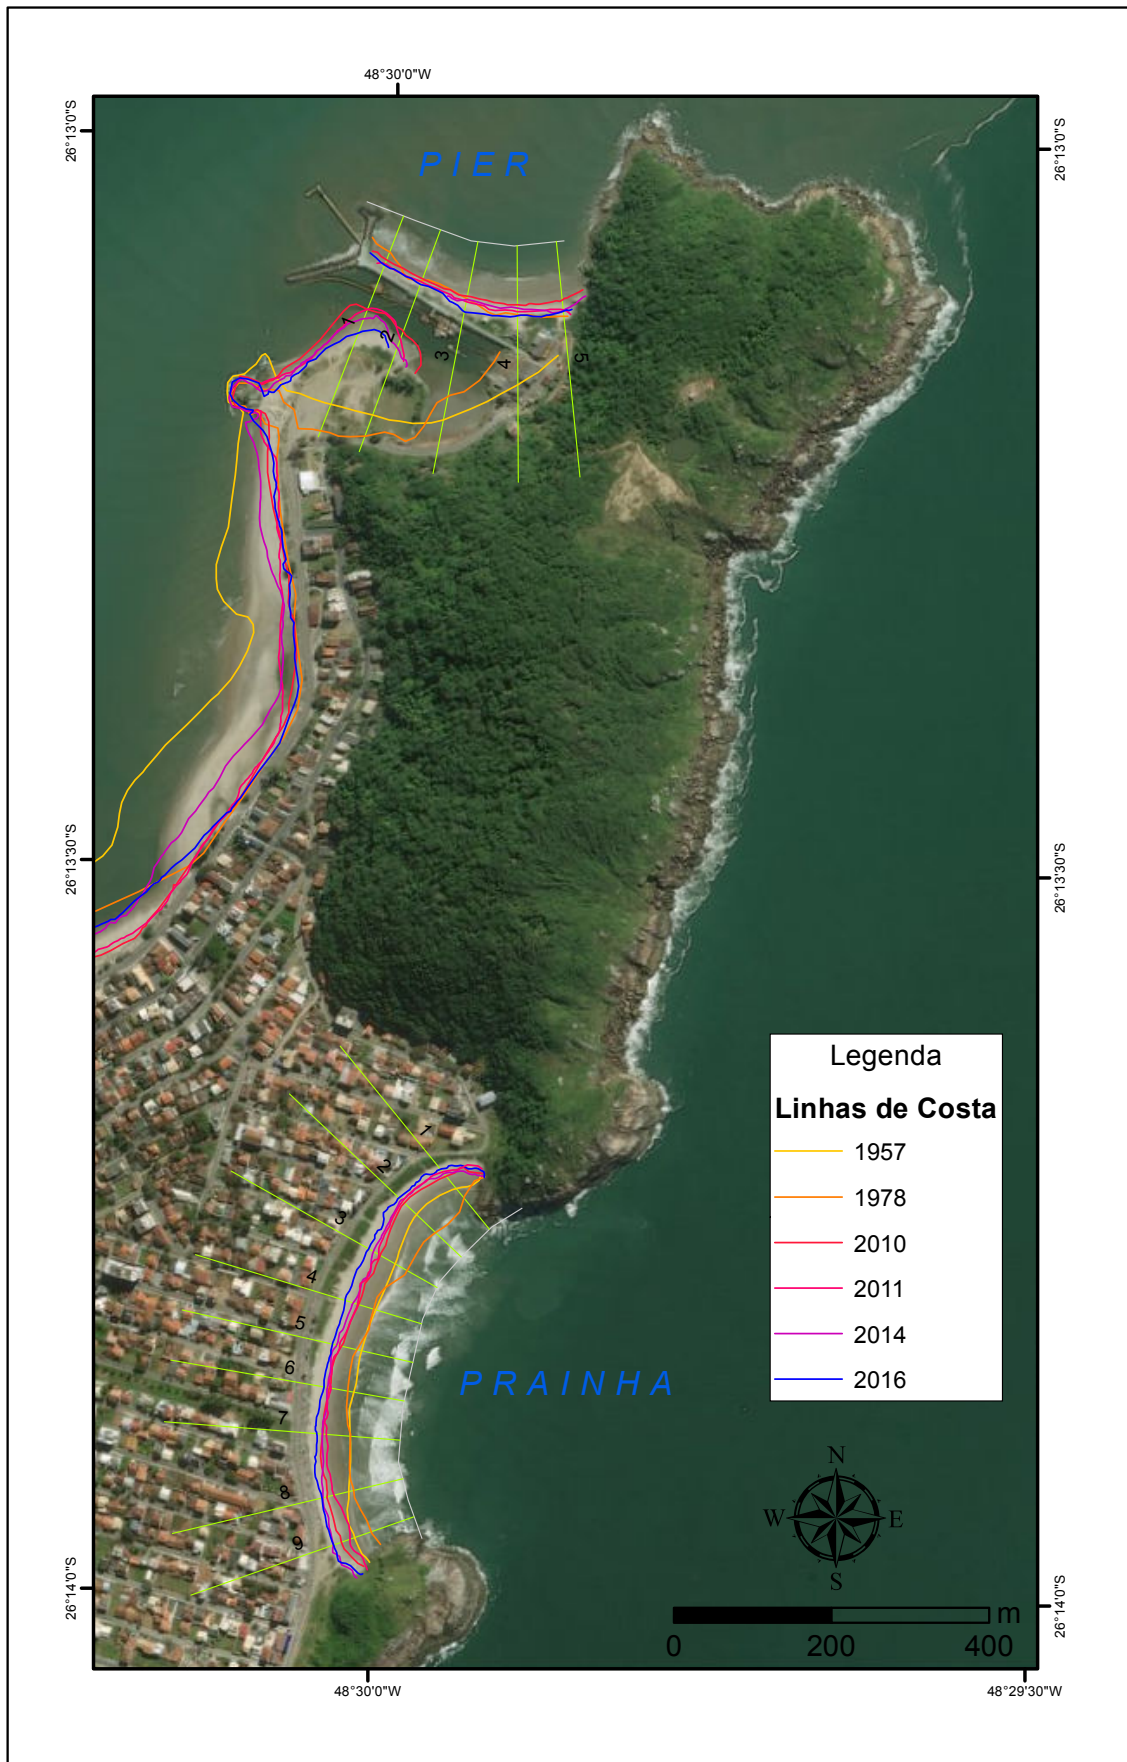 48°30'0"W
26°13'0"S
26°13'0"S
PIER
1
2
3
4
5
26°13'30"S
26°13'30"S
Legenda
Linhas de Costa
1957
1978
2010
2011
2014
2016
1
2
3
4
5
6
7
8
9
PRAINHA
N
W
E
S
26°14'0"S
26°14'0"S
m
0 200 400
48°30'0"W
48°29'30"W